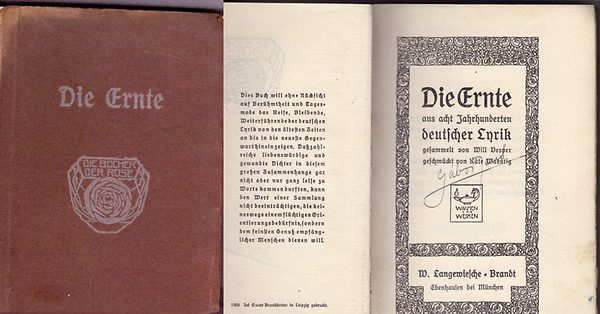 Die Ernte
DIE BÜCHER
DER ROSE
Dies Buch will ohne Rücksicht
auf Berühmtheit und Tages-
mode das Reife, Bleibende,
Weiterführende der deutschen
Lyrik von den ältesten Zeiten
an bis in die neueste Gegen-
wart hinein zeigen. Daß zahl-
reiche liebenswürdige und
gewandte Dichter in diesem
großen Zusammenhange gar
nicht oder nur ganz leise zu
Worte kommen durften, kann
den Wert einer Sammlung
nicht beeinträchtigen, die kei-
neswegs einem flüchtigen Ori-
entierungsbedürfnis, sondern
dem feinsten Genuß empfäng-
licher Menschen dienen will.
1906 bei Oscar Brandstetter in Leipzig gedruckt.
Die Ernte
aus acht Jahrhunderten
deutscher Lyrik
gesammelt von Will Vesper
geschmückt von Käte
Gabor
W. Langewiesche-Brandt
Ebenhausen bei München